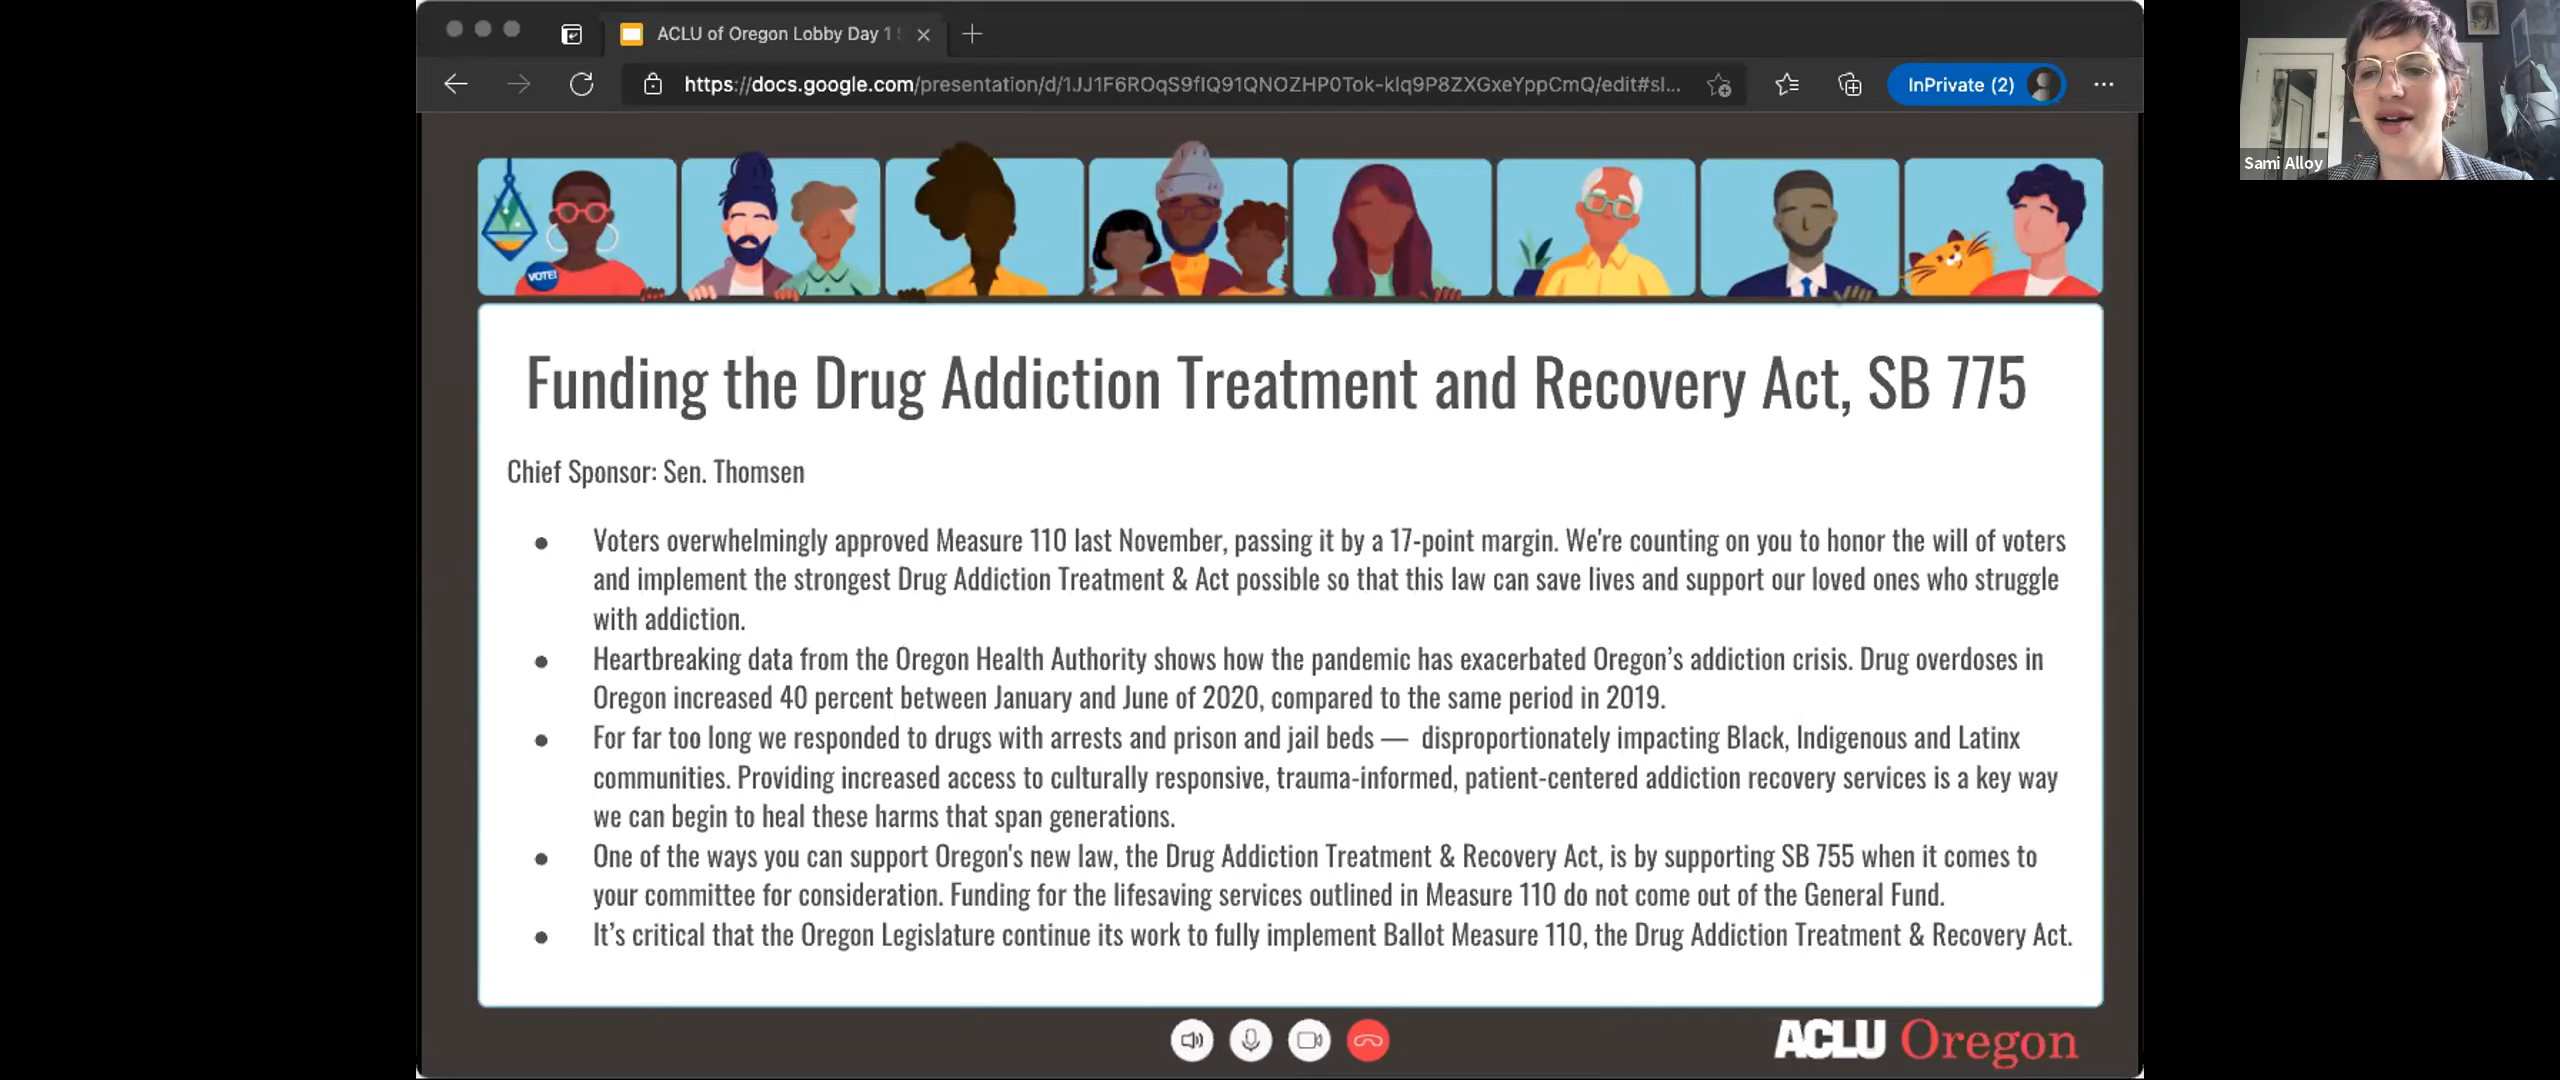 ACLU of Oregon Lobby Day 1
https://docs.google.com/presentation/d/1JJ1F6ROqS9flQ91QNOZHP0Tok-klq9P8ZXGxeYppCmQ/edit#sl...
InPrivate (2)
Sami Alloy
VOTE!
Funding the Drug Addiction Treatment and Recovery Act, SB 775
Chief Sponsor: Sen. Thomsen
● Voters overwhelmingly approved Measure 110 last November, passing it by a 17-point margin. We're counting on you to honor the will of voters
and implement the strongest Drug Addiction Treatment & Act possible so that this law can save lives and support our loved ones who struggle
with addiction.
● Heartbreaking data from the Oregon Health Authority shows how the pandemic has exacerbated Oregon's addiction crisis. Drug overdoses in
Oregon increased 40 percent between January and June of 2020, compared to the same period in 2019.
● For far too long we responded to drugs with arrests and prison and jail beds — disproportionately impacting Black, Indigenous and Latinx
communities. Providing increased access to culturally responsive, trauma-informed, patient-centered addiction recovery services is a key way
we can begin to heal these harms that span generations.
● One of the ways you can support Oregon's new law, the Drug Addiction Treatment & Recovery Act, is by supporting SB 755 when it comes to
your committee for consideration. Funding for the lifesaving services outlined in Measure 110 do not come out of the General Fund.
● It's critical that the Oregon Legislature continue its work to fully implement Ballot Measure 110, the Drug Addiction Treatment & Recovery Act.
ACLU Oregon